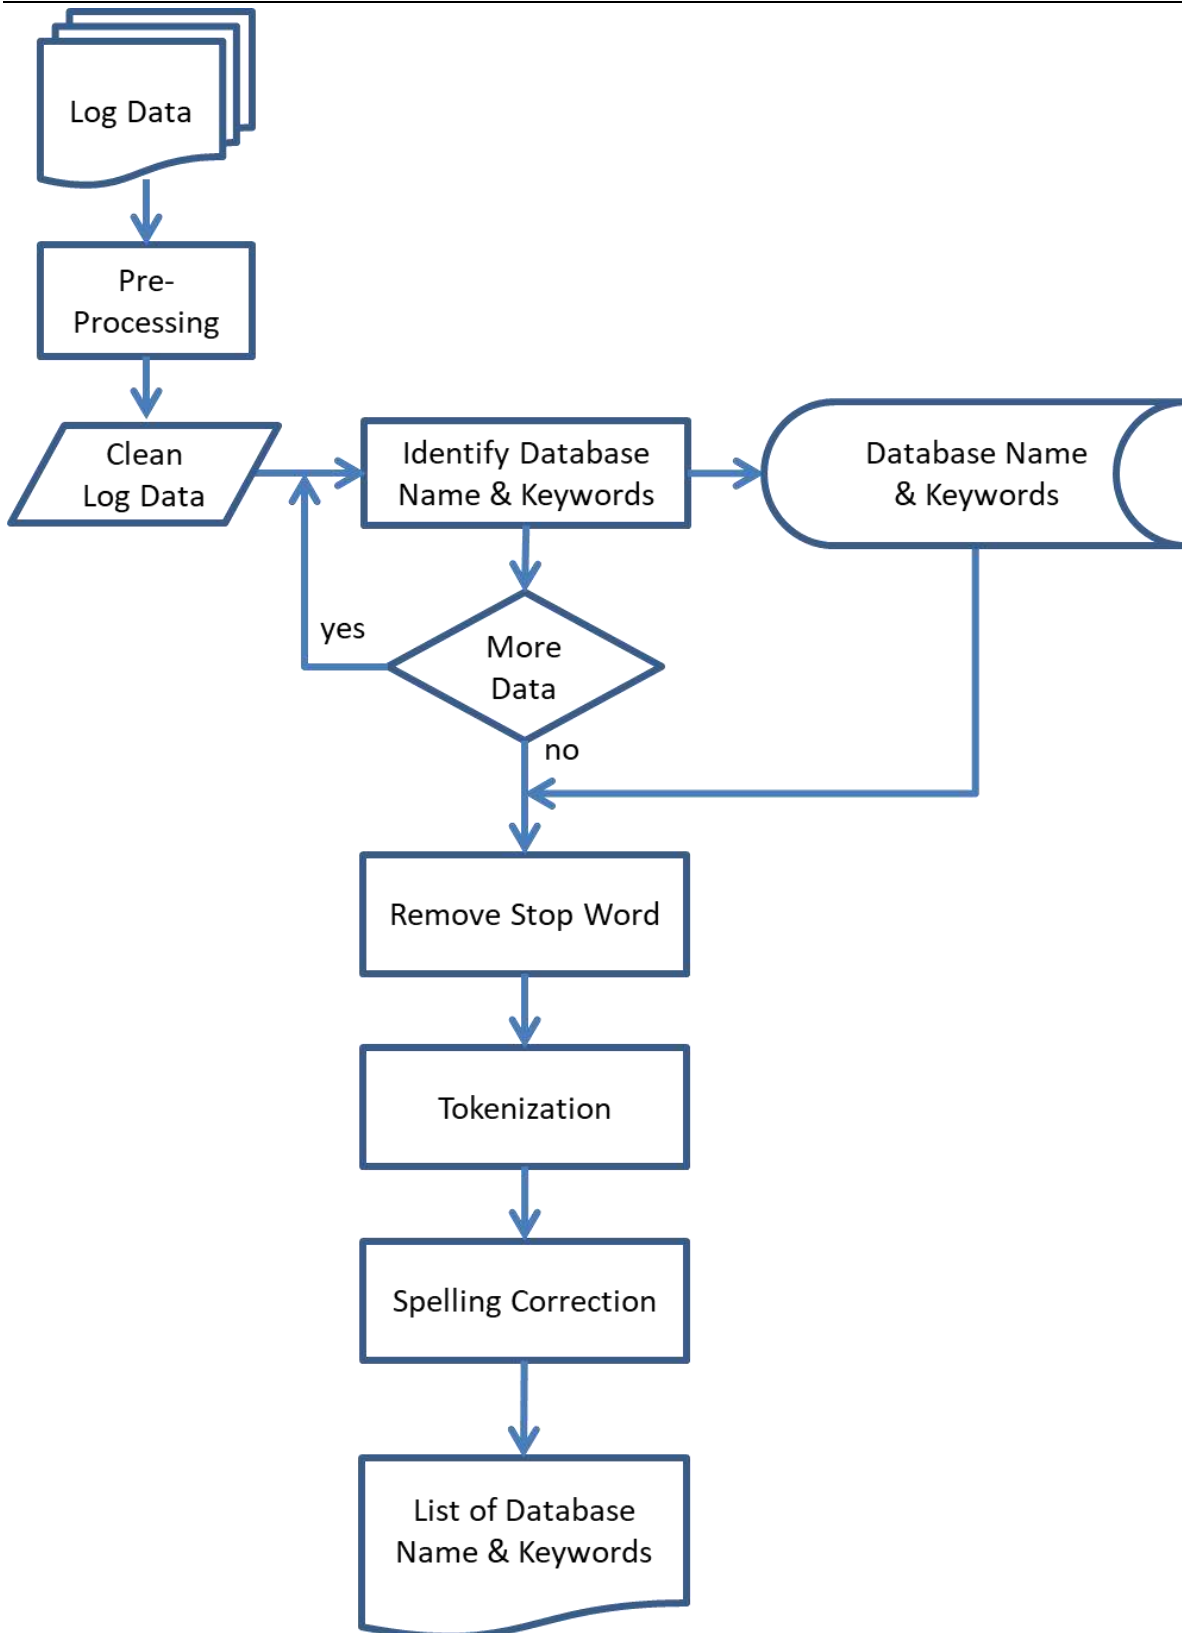 Log Data
Pre-
Processing
Clean
Log Data
Identify Database
Name & Keywords
Database Name
& Keywords
yes
More
Data
no
Remove Stop Word
Tokenization
Spelling Correction
List of Database
Name & Keywords